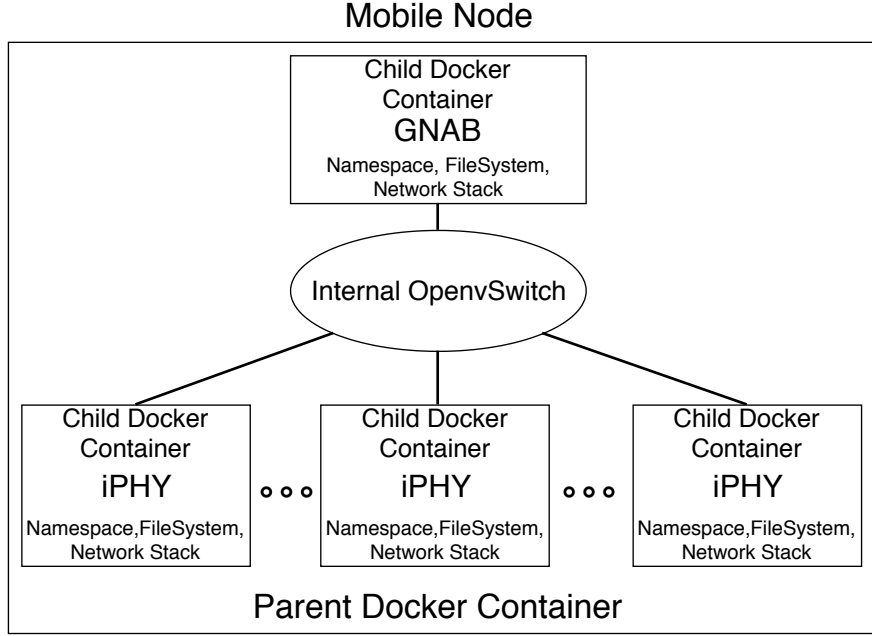 Mobile Node
Child Docker
Container
GNAB
Namespace, FileSystem,
Network Stack
Internal OpenvSwitch
Child Docker
Container
iPHY
Namespace,FileSystem,
Network Stack
Child Docker
Container
iPHY
Namespace,FileSystem,
Network Stack
Child Docker
Container
iPHY
Namespace,FileSystem,
Network Stack
Parent Docker Container